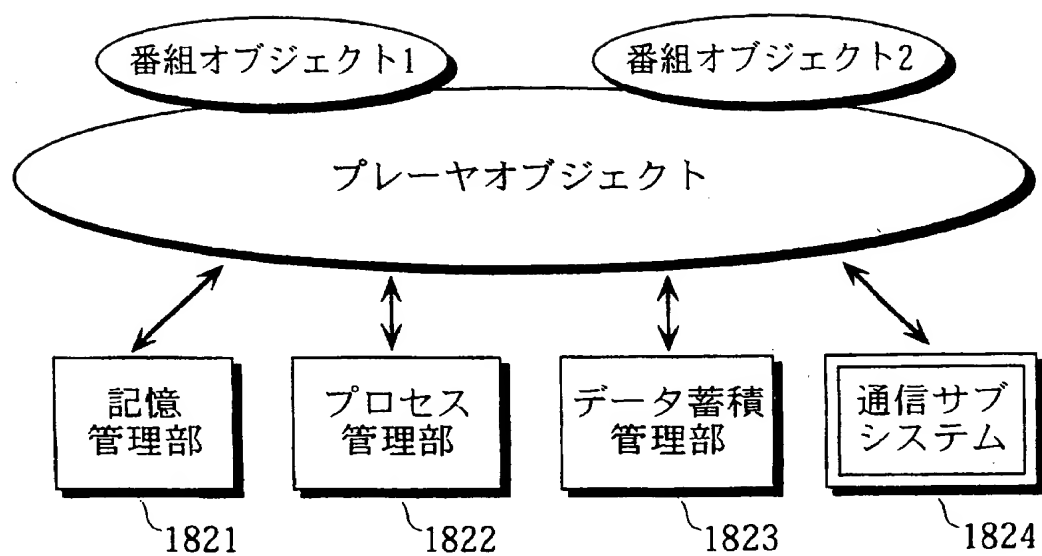 番組オブジェクト1
番組オブジェクト2
プレーヤオブジェクト
記憶
管理部
プロセス
管理部
データ蓄積
管理部
通信サブ
システム
1821
1822
1823
1824